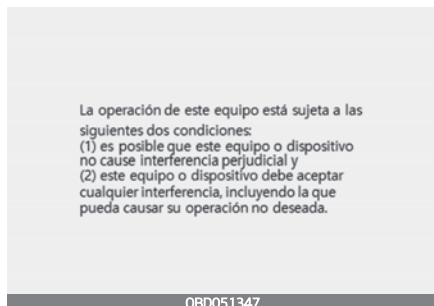 La operación de este equipo está sujeta a las
siguientes dos condiciones:
(1) es posible que este equipo o dispositivo
no cause interferencia perjudicial y
(2) este equipo o dispositivo debe aceptar
cualquier interferencia, incluyendo la que
pueda causar su operación no deseada.
OBD051347